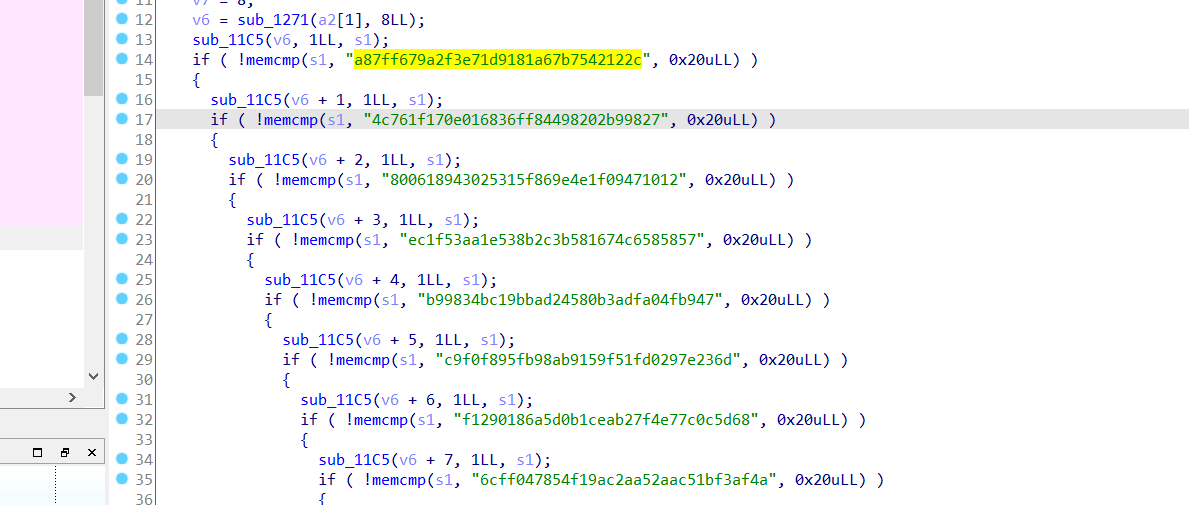 12 v6 = sub_1271(a2[1], 8LL);
13 sub_11C5(v6, 1LL, s1);
14 if ( !memcmp(s1, "a87ff679a2f3e71d9181a67b7542122c", 0x20uLL) )
15 {
16 sub_11C5(v6 + 1, 1LL, s1);
17 if ( !memcmp(s1, "4c761f170e016836ff84498202b99827", 0x20uLL) )
18 {
19 sub_11C5(v6 + 2, 1LL, s1);
20 if ( !memcmp(s1, "800618943025315f869e4e1f09471012", 0x20uLL) )
21 {
22 sub_11C5(v6 + 3, 1LL, s1);
23 if ( !memcmp(s1, "ec1f53aa1e538b2c3b581674c6585857", 0x20uLL) )
24 {
25 sub_11C5(v6 + 4, 1LL, s1);
26 if ( !memcmp(s1, "b99834bc19bbad24580b3adfa04fb947", 0x20uLL) )
27 {
28 sub_11C5(v6 + 5, 1LL, s1);
29 if ( !memcmp(s1, "c9f0f895fb98ab9159f51fd0297e236d", 0x20uLL) )
30 {
31 sub_11C5(v6 + 6, 1LL, s1);
32 if ( !memcmp(s1, "f1290186a5d0b1ceab27f4e77c0c5d68", 0x20uLL) )
33 {
34 sub_11C5(v6 + 7, 1LL, s1);
35 if ( !memcmp(s1, "6cff047854f19ac2aa52aac51bf3af4a", 0x20uLL) )
36 {